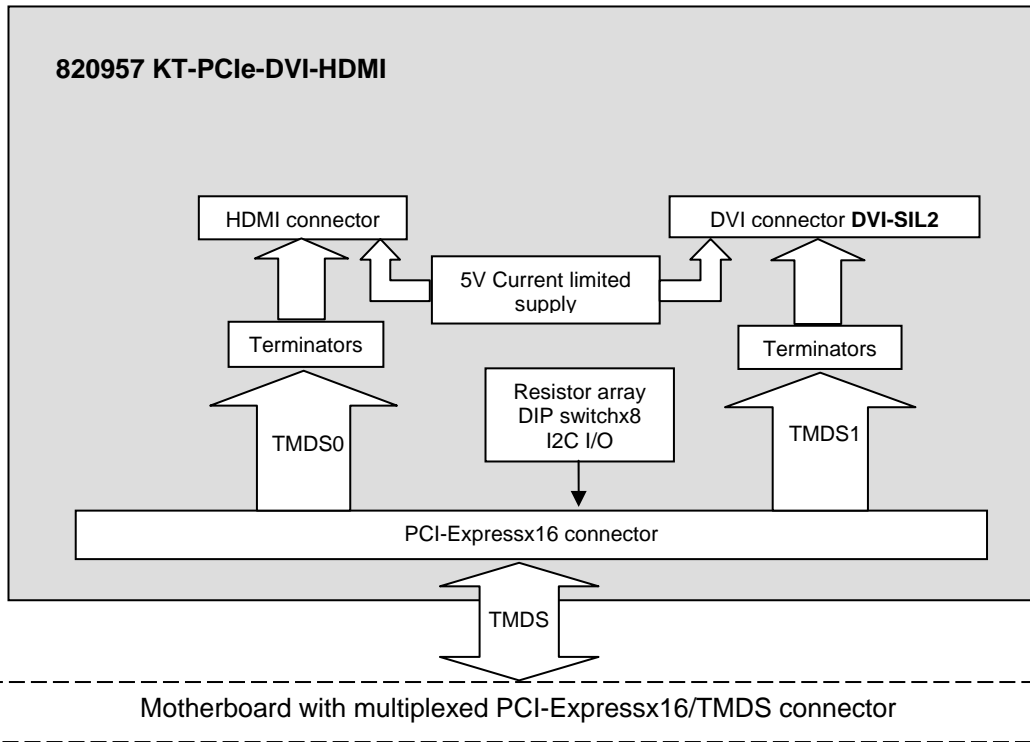 820957 KT-PCIe-DVI-HDMI
HDMI connector
DVI connector DVI-SIL2
5V Current limited
supply
Terminators
Terminators
Resistor array
DIP switchx8
I2C I/O
TMDS0
TMDS1
PCI-Expressx16 connector
TMDS
Motherboard with multiplexed PCI-Expressx16/TMDS connector